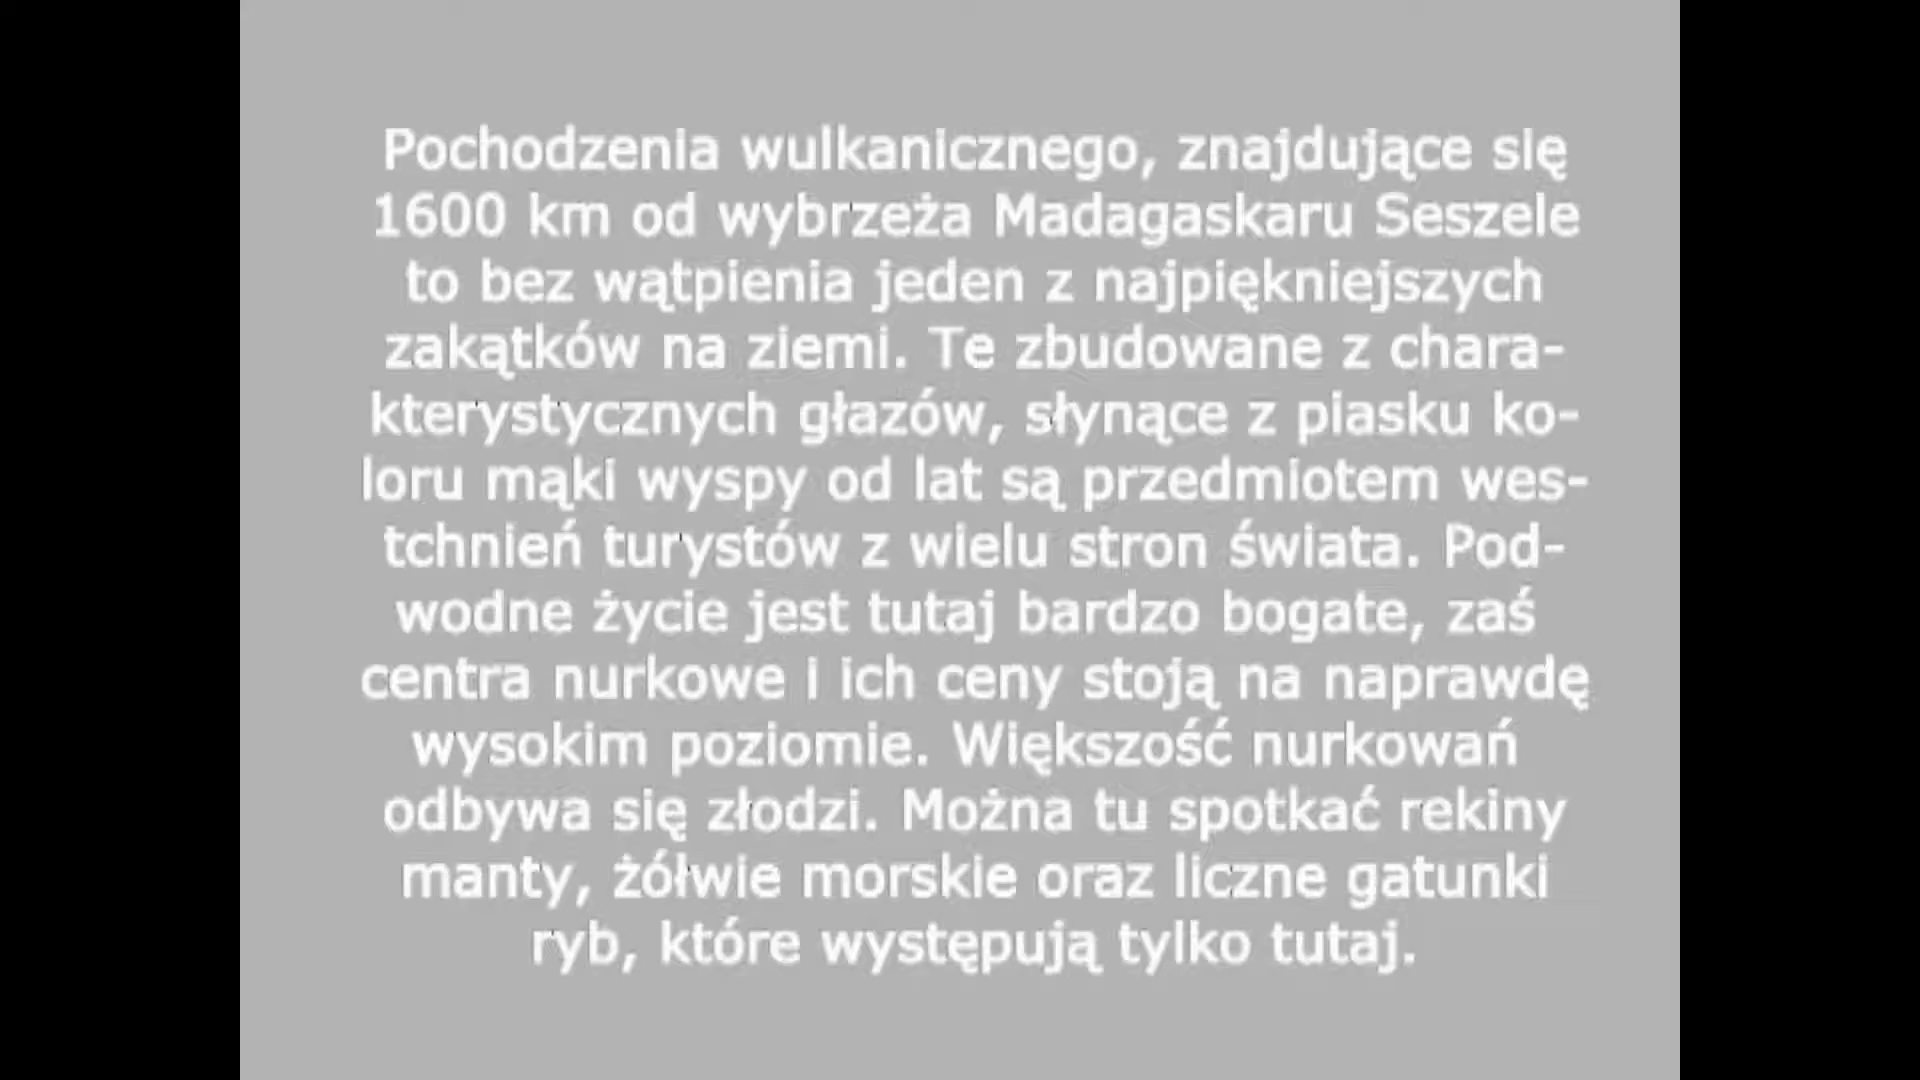 Pochodzenia wulkanicznego, znajdujące się
1600 km od wybrzeża Madagaskaru Seszele
to bez wątpienia jeden z najpiękniejszych
zakątków na ziemi. Te zbudowane z chara-
kterystycznych głazów, słynące z piasku ko-
loru mąki wyspy od lat są przedmiotem wes-
tchnień turystów z wielu stron świata. Pod-
wodne życie jest tutaj bardzo bogate, zaś
centra nurkowe i ich ceny stoją na naprawdę
wysokim poziomie. Większość nurkowań
odbywa się złodzi. Można tu spotkać rekiny
manty, żółwie morskie oraz liczne gatunki
ryb, które występują tylko tutaj.